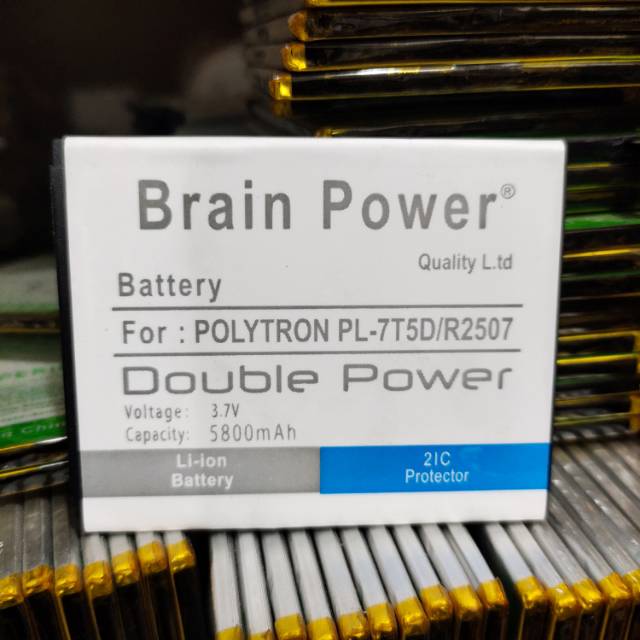 Brain Power®
Quality L.td
Battery
For : POLYTRON PL-7T5D/R2507
Double Power
Voltage: 3.7V
Capacity: 5800mAh
Li-ion
Battery
2IC
Protector